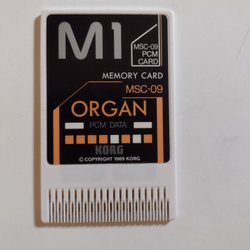 M1
MSC-09
PCM
CARD
MEMORY CARD
MSC-09
ORGAN
PCM DATA
KORG
© COPYRIGHT 1989 KORG